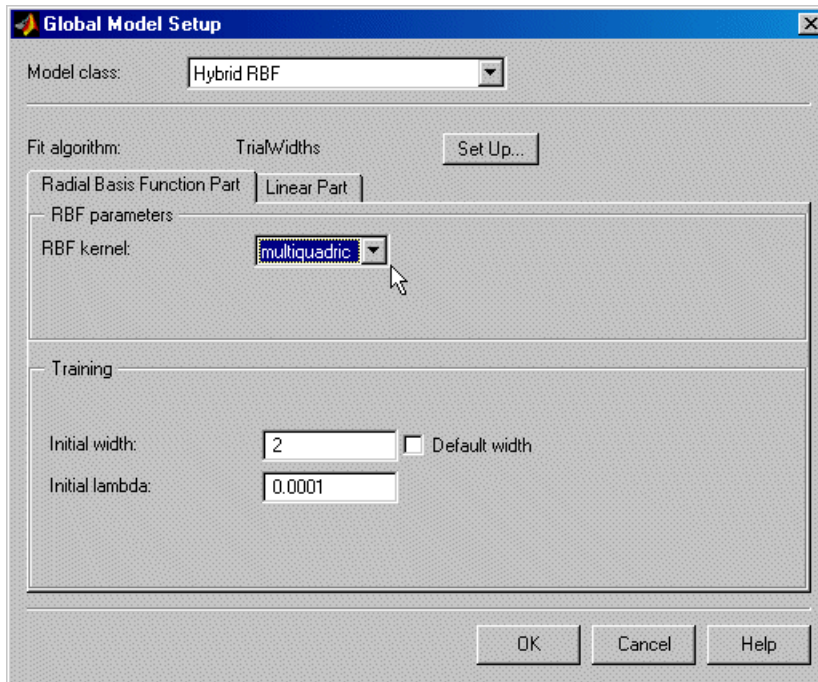 Global Model Setup
Model class: Hybrid RBF
Fit algorithm: TrialWidths Set Up...
Radial Basis Function Part Linear Part
RBF parameters
RBF kernel: multiquadric
Training
Initial width: 2 Default width
Initial lambda: 0.0001
OK Cancel Help